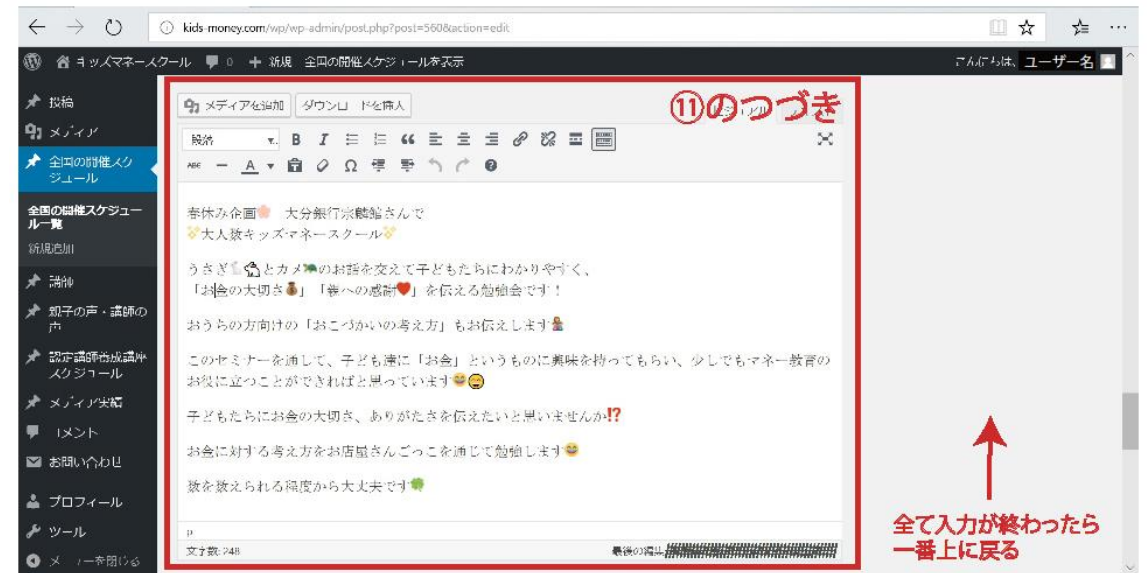 kids-money.com/wp/wp-admin/post.php?post=560&action=edit
キッズマネースクール 0 + 新規 全国の開催スケジュールを表示
こんにちは、ユーザー名
投稿
メディア
全国の開催スケ
ジュール
全国の開催スケジュー
ル一覧
新規追加
講師
親子の声・講師の
声
認定講師養成講座
スケジュール
メディア実績
コメント
お問い合わせ
プロフィール
ツール
メニューを閉じる
メディアを追加 ダウンロードを挿入
⑪のつづき
段落 B I
ABC A Ω
春休み企画🌸 大分銀行宗麟館さんで
大人数キッズマネースクール
うさぎ🐇とカメ🐢のお話を交えて子どもたちにわかりやすく、
「お金の大切さ💰」「親への感謝❤」を伝える勉強会です！
おうちの方向けの「おこづかいの考え方」もお伝えします
このセミナーを通して、子ども達に「お金」というものに興味を持ってもらい、少しでもマネー教育の
お役に立つことができればと思っています
子どもたちにお金の大切さ、ありがたさを伝えたいと思いませんか⁉
お金に対する考え方をお店屋さんごっこを通じて勉強します
数を数えられる程度から大丈夫です🍀
p
文字数: 248 最後の編集
全て入力が終わったら
一番上に戻る